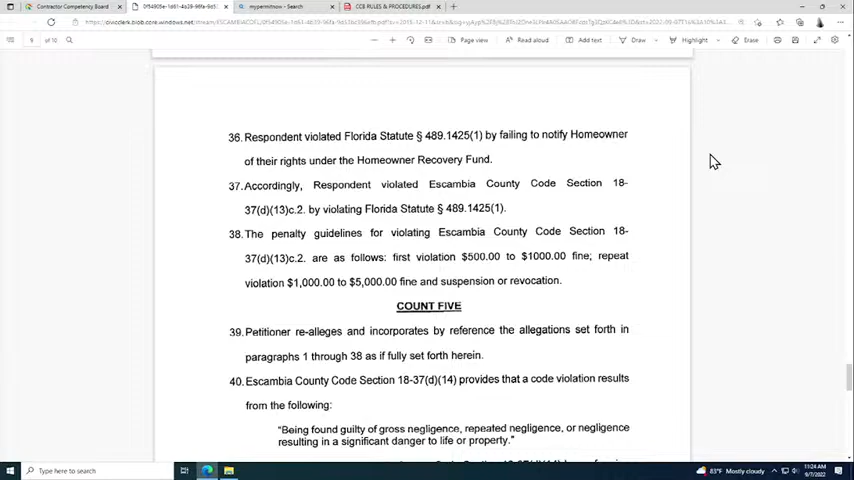 Contractor Competency Board
mypermitnow - Search
CCB RULES & PROCEDURES.pdf
9 of 10
Page view
Read aloud
Add text
Draw
Highlight
Erase
36. Respondent violated Florida Statute § 489.1425(1) by failing to notify Homeowner
of their rights under the Homeowner Recovery Fund.
37. Accordingly, Respondent violated Escambia County Code Section 18-
37(d)(13)c.2. by violating Florida Statute § 489.1425(1).
38. The penalty guidelines for violating Escambia County Code Section 18-
37(d)(13)c.2. are as follows: first violation $500.00 to $1000.00 fine; repeat
violation $1,000.00 to $5,000.00 fine and suspension or revocation.
COUNT FIVE
39. Petitioner re-alleges and incorporates by reference the allegations set forth in
paragraphs 1 through 38 as if fully set forth herein.
40. Escambia County Code Section 18-37(d)(14) provides that a code violation results
from the following:
"Being found guilty of gross negligence, repeated negligence, or negligence
resulting in a significant danger to life or property."
Type here to search
83°F Mostly cloudy
11:24 AM
9/7/2022